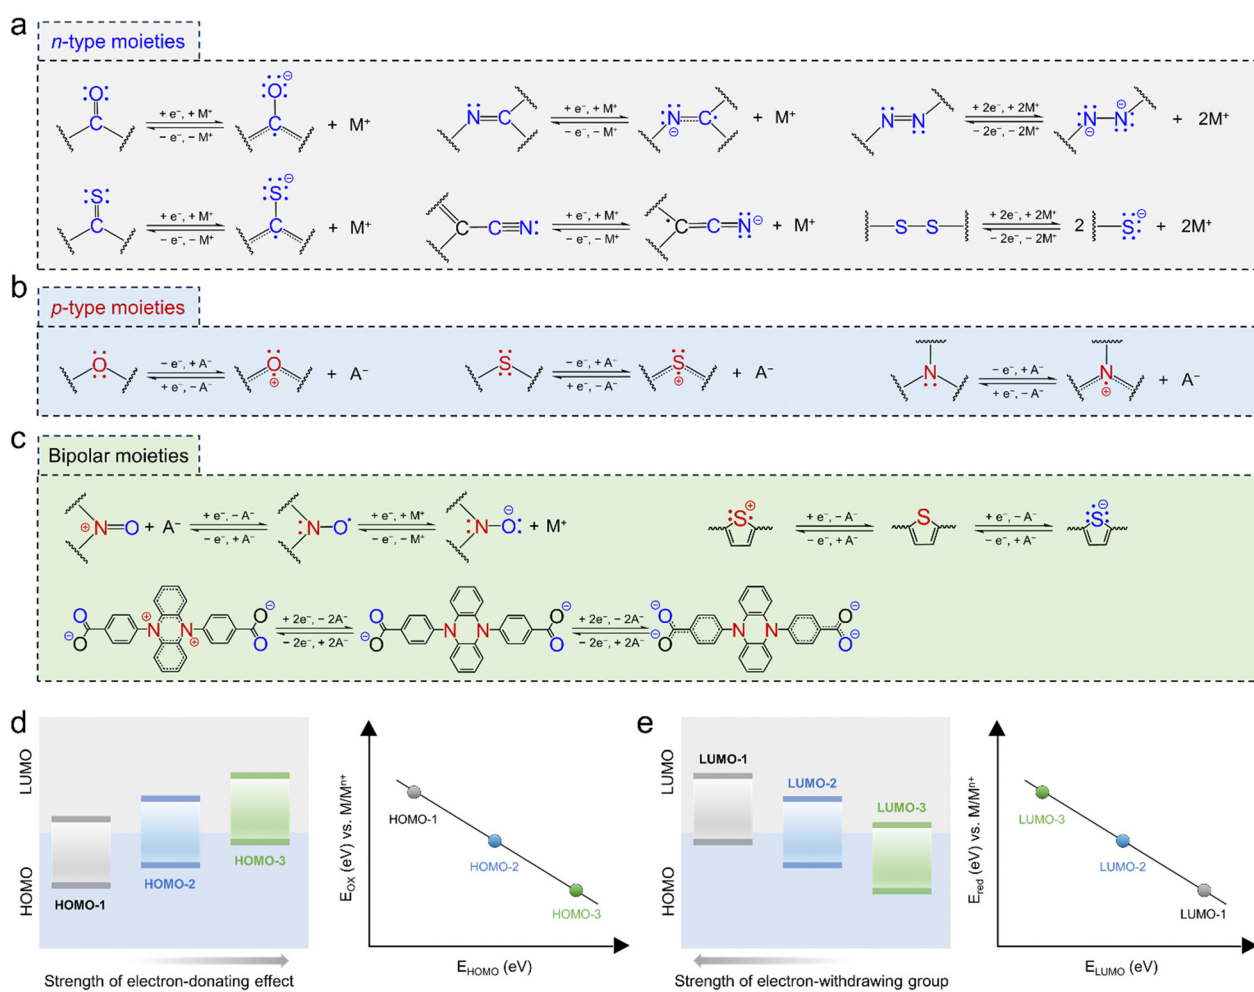 a
n-type moieties
O
C
+ e⁻, + M⁺
− e⁻, − M⁺
O ⊖
C
+ M⁺
N=C
+ e⁻, + M⁺
− e⁻, − M⁺
N ⊖ C
+ M⁺
N=N
+ 2e⁻, + 2M⁺
− 2e⁻, − 2M⁺
⊖ N−N ⊖
+ 2M⁺
S
C
+ e⁻, + M⁺
− e⁻, − M⁺
S ⊖
C
+ M⁺
C−C≡N
+ e⁻, + M⁺
− e⁻, − M⁺
C=C=N ⊖
+ M⁺
S−S
+ 2e⁻, + 2M⁺
− 2e⁻, − 2M⁺
2 S ⊖
+ 2M⁺
b
p-type moieties
O
− e⁻, + A⁻
+ e⁻, − A⁻
O ⊕
+ A⁻
S
− e⁻, + A⁻
+ e⁻, − A⁻
S ⊕
+ A⁻
N
− e⁻, + A⁻
+ e⁻, − A⁻
N ⊕
+ A⁻
c
Bipolar moieties
⊕ N=O + A⁻
+ e⁻, − A⁻
− e⁻, + A⁻
N−O
+ e⁻, + M⁺
− e⁻, − M⁺
N−O ⊖ + M⁺
S ⊕
+ e⁻, − A⁻
− e⁻, + A⁻
S
+ e⁻, − A⁻
− e⁻, + A⁻
S ⊖
O ⊖ O N ⊕ N ⊕ O ⊖ O
+ 2e⁻, − 2A⁻
− 2e⁻, + 2A⁻
O ⊖ O N N O ⊖ O
+ 2e⁻, − 2A⁻
− 2e⁻, + 2A⁻
⊖ O ⊖ O N N O ⊖ O ⊖
d
LUMO
HOMO
HOMO-1
HOMO-2
HOMO-3
Strength of electron-donating effect
E_OX (eV) vs. M/Mⁿ⁺
HOMO-1
HOMO-2
HOMO-3
E_HOMO (eV)
e
LUMO
HOMO
LUMO-1
LUMO-2
LUMO-3
Strength of electron-withdrawing group
E_red (eV) vs. M/Mⁿ⁺
LUMO-3
LUMO-2
LUMO-1
E_LUMO (eV)